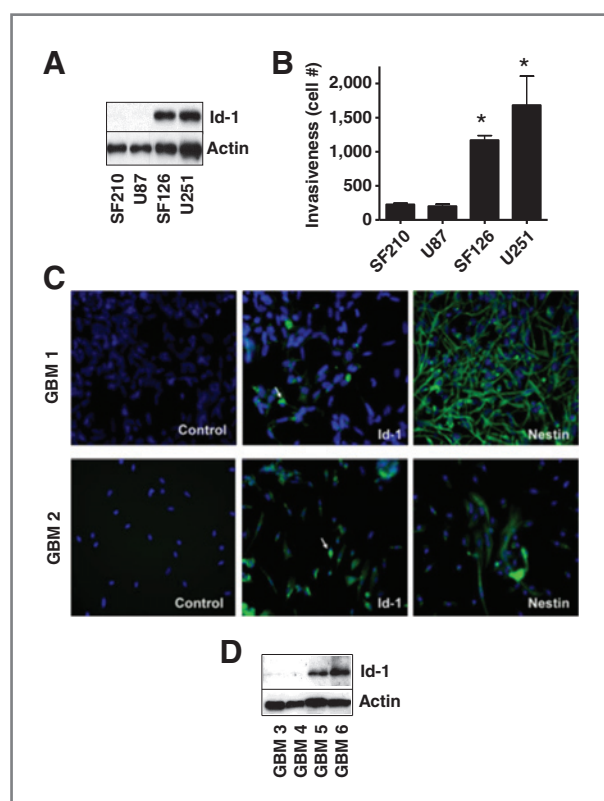 A
Id-1
Actin
SF210
U87
SF126
U251
B
Invasiveness (cell #)
2,000
1,500
1,000
500
0
*
*
SF210
U87
SF126
U251
C
GBM 1
Control
Id-1
Nestin
GBM 2
Control
Id-1
Nestin
D
Id-1
Actin
GBM 3
GBM 4
GBM 5
GBM 6